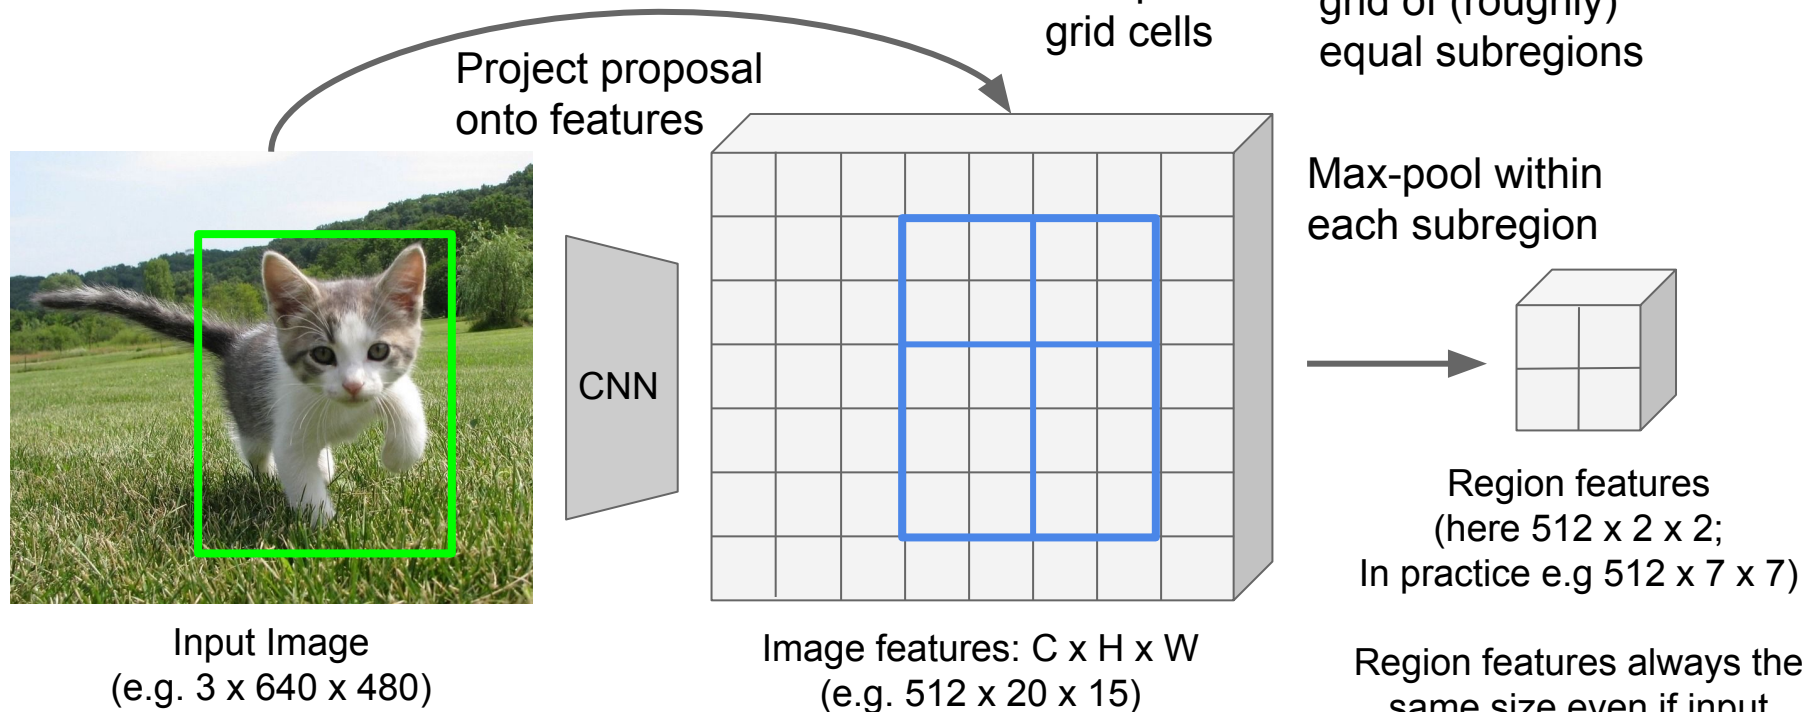 grid cells
grid of (roughly)
equal subregions
Project proposal
onto features
Max-pool within
each subregion
CNN
Region features
(here 512 x 2 x 2;
In practice e.g 512 x 7 x 7)
Input Image
(e.g. 3 x 640 x 480)
Image features: C x H x W
(e.g. 512 x 20 x 15)
Region features always the
same size even if input